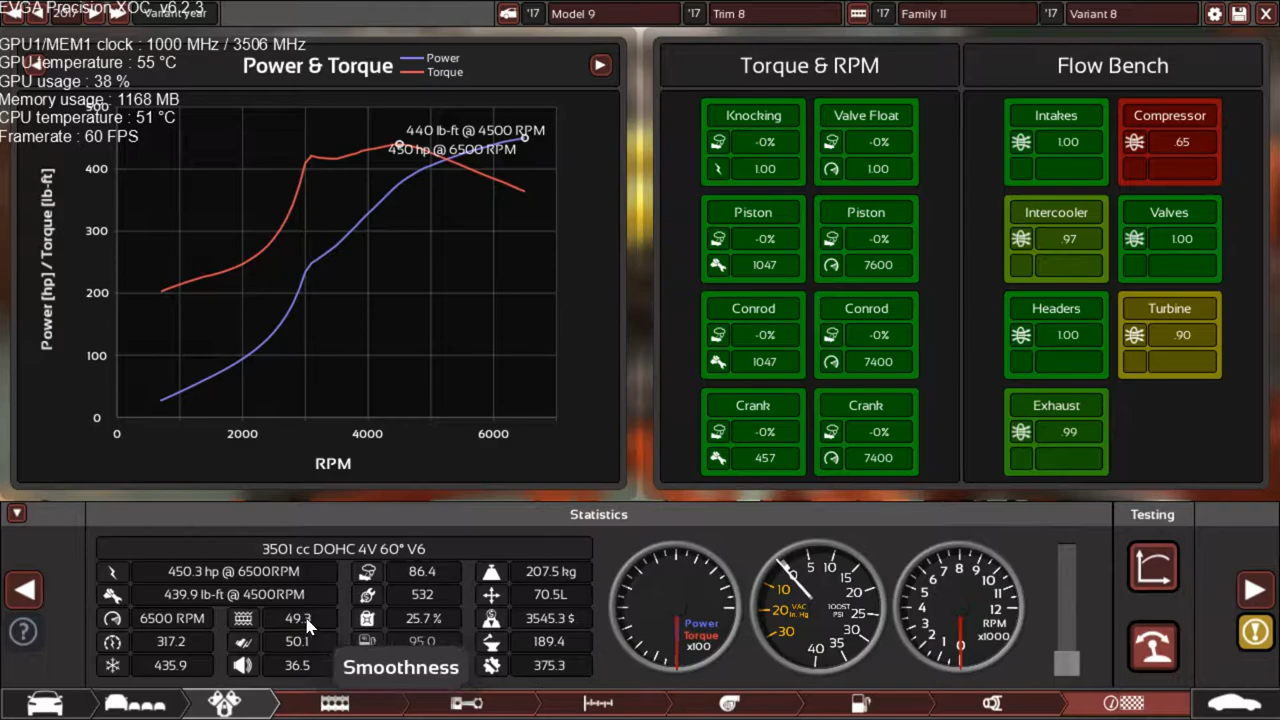 EVGA Precision XOC v6.2.3
2017
Variant year
'17
Model 9
'17
Trim 8
'17
Family II
'17
Variant 8
GPU1/MEM1 clock : 1000 MHz / 3506 MHz
GPU temperature : 55 °C
GPU usage : 38 %
Memory usage : 1168 MB
CPU temperature : 51 °C
Framerate : 60 FPS
Power & Torque
Power
Torque
440 lb-ft @ 4500 RPM
450 hp @ 6500 RPM
Power [hp] / Torque [lb-ft]
500
400
300
200
100
0
0
2000
4000
6000
RPM
Torque & RPM
Knocking
-0%
1.00
Valve Float
-0%
1.00
Piston
-0%
1047
Piston
-0%
7600
Conrod
-0%
1047
Conrod
-0%
7400
Crank
-0%
457
Crank
-0%
7400
Flow Bench
Intakes
1.00
Compressor
.65
Intercooler
.97
Valves
1.00
Headers
1.00
Turbine
.90
Exhaust
.99
Statistics
3501 cc DOHC 4V 60° V6
450.3 hp @ 6500RPM
86.4
207.5 kg
439.9 lb-ft @ 4500RPM
532
70.5L
6500 RPM
49.3
25.7 %
3545.3 $
317.2
50.1
95.0
189.4
435.9
36.5
375.3
Smoothness
Power
Torque
x100
0
5
10
15
20
25
30
35
40
10
20
30
VAC
In. Hg
BOOST
PSI
0
1
2
3
4
5
6
7
8
9
10
11
12
13
14
RPM
x1000
Testing